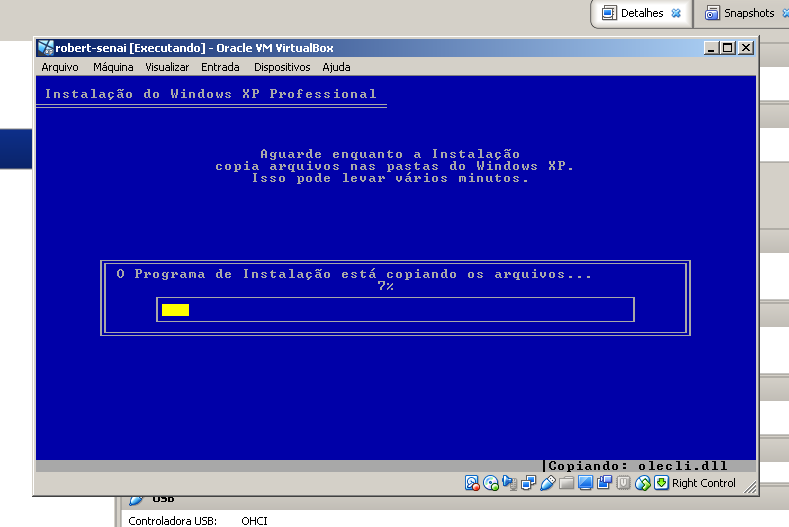 Detalhes
Snapshots
robert-senai [Executando] - Oracle VM VirtualBox
Arquivo Máquina Visualizar Entrada Dispositivos Ajuda
Instalação do Windows XP Professional
Aguarde enquanto a Instalação
copia arquivos nas pastas do Windows XP.
Isso pode levar vários minutos.
O Programa de Instalação está copiando os arquivos...
7%
Copiando: olecli.dll
Right Control
USB
Controladora USB: OHCI